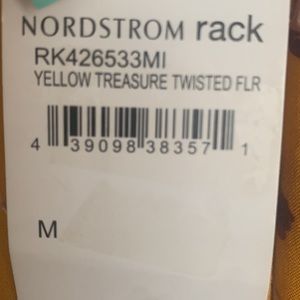 NORDSTROM rack
RK426533MI
YELLOW TREASURE TWISTED FLR
4 39098 38357 1
M